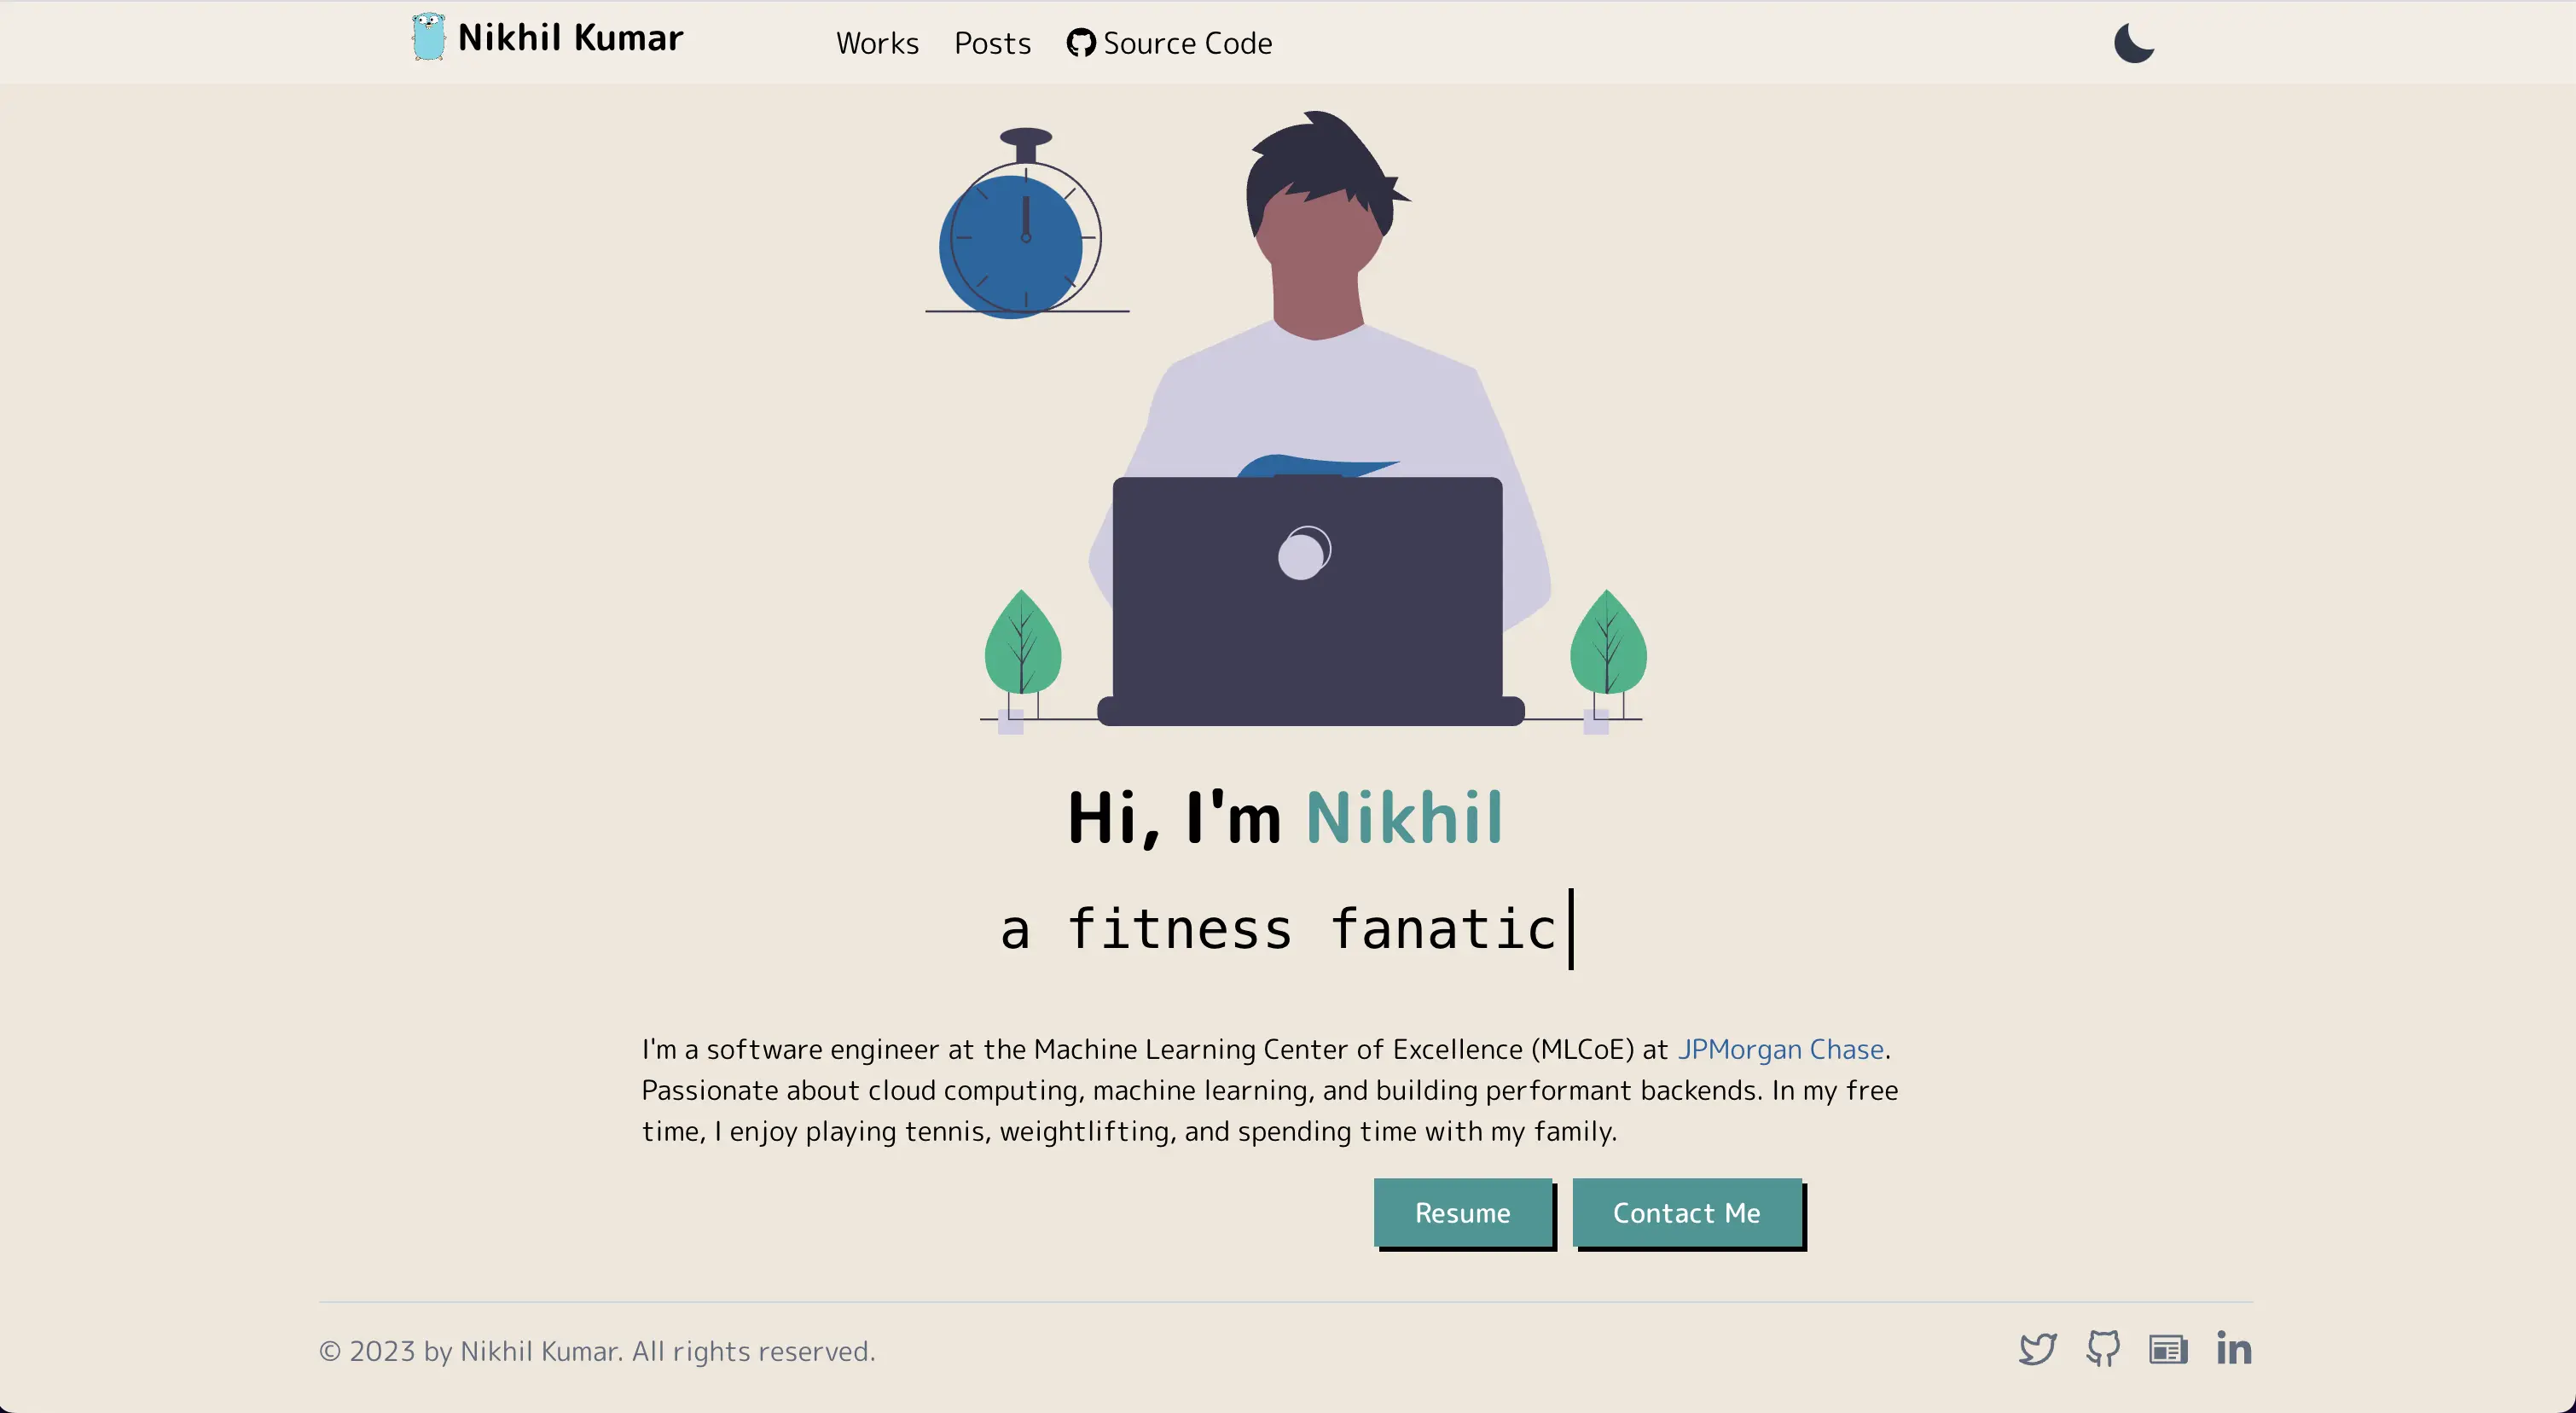 Nikhil Kumar
Works
Posts
Source Code
Hi, I'm Nikhil
a fitness fanatic
I'm a software engineer at the Machine Learning Center of Excellence (MLCoE) at JPMorgan Chase.
Passionate about cloud computing, machine learning, and building performant backends. In my free
time, I enjoy playing tennis, weightlifting, and spending time with my family.
Resume
Contact Me
© 2023 by Nikhil Kumar. All rights reserved.